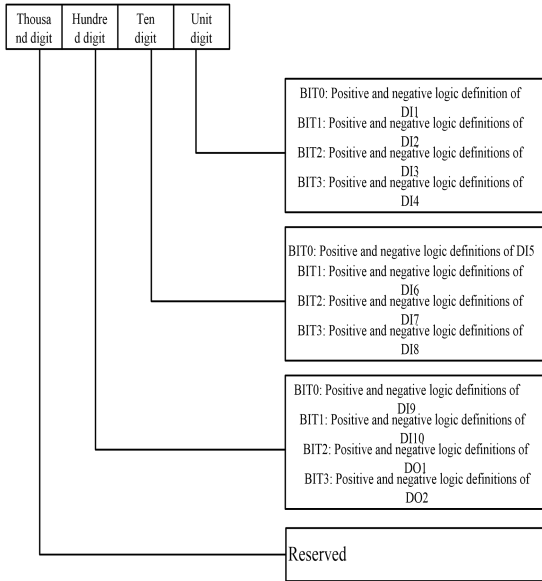 Thousa
nd digit
Hundre
d digit
Ten
digit
Unit
digit
BIT0: Positive and negative logic definition of
DI1
BIT1: Positive and negative logic definitions of
DI2
BIT2: Positive and negative logic definitions of
DI3
BIT3: Positive and negative logic definitions of
DI4
BIT0: Positive and negative logic definitions of DI5
BIT1: Positive and negative logic definitions of
DI6
BIT2: Positive and negative logic definitions of
DI7
BIT3: Positive and negative logic definitions of
DI8
BIT0: Positive and negative logic definitions of
DI9
BIT1: Positive and negative logic definitions of
DI10
BIT2: Positive and negative logic definitions of
DO1
BIT3: Positive and negative logic definitions of
DO2
Reserved